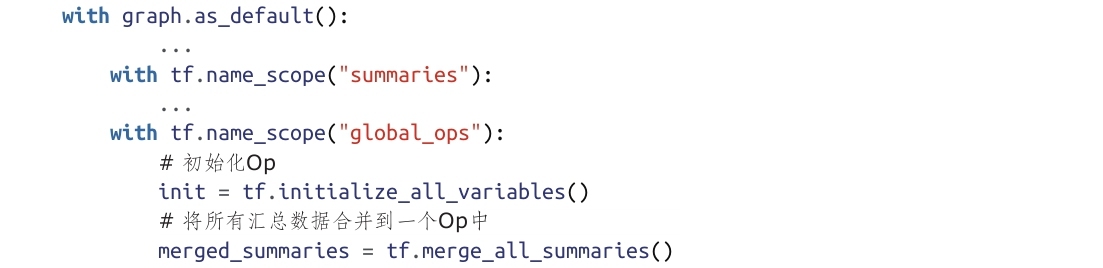 with graph.as_default():
...
with tf.name_scope("summaries"):
...
with tf.name_scope("global_ops"):
# 初始化Op
init = tf.initialize_all_variables()
# 将所有汇总数据合并到一个Op中
merged_summaries = tf.merge_all_summaries()